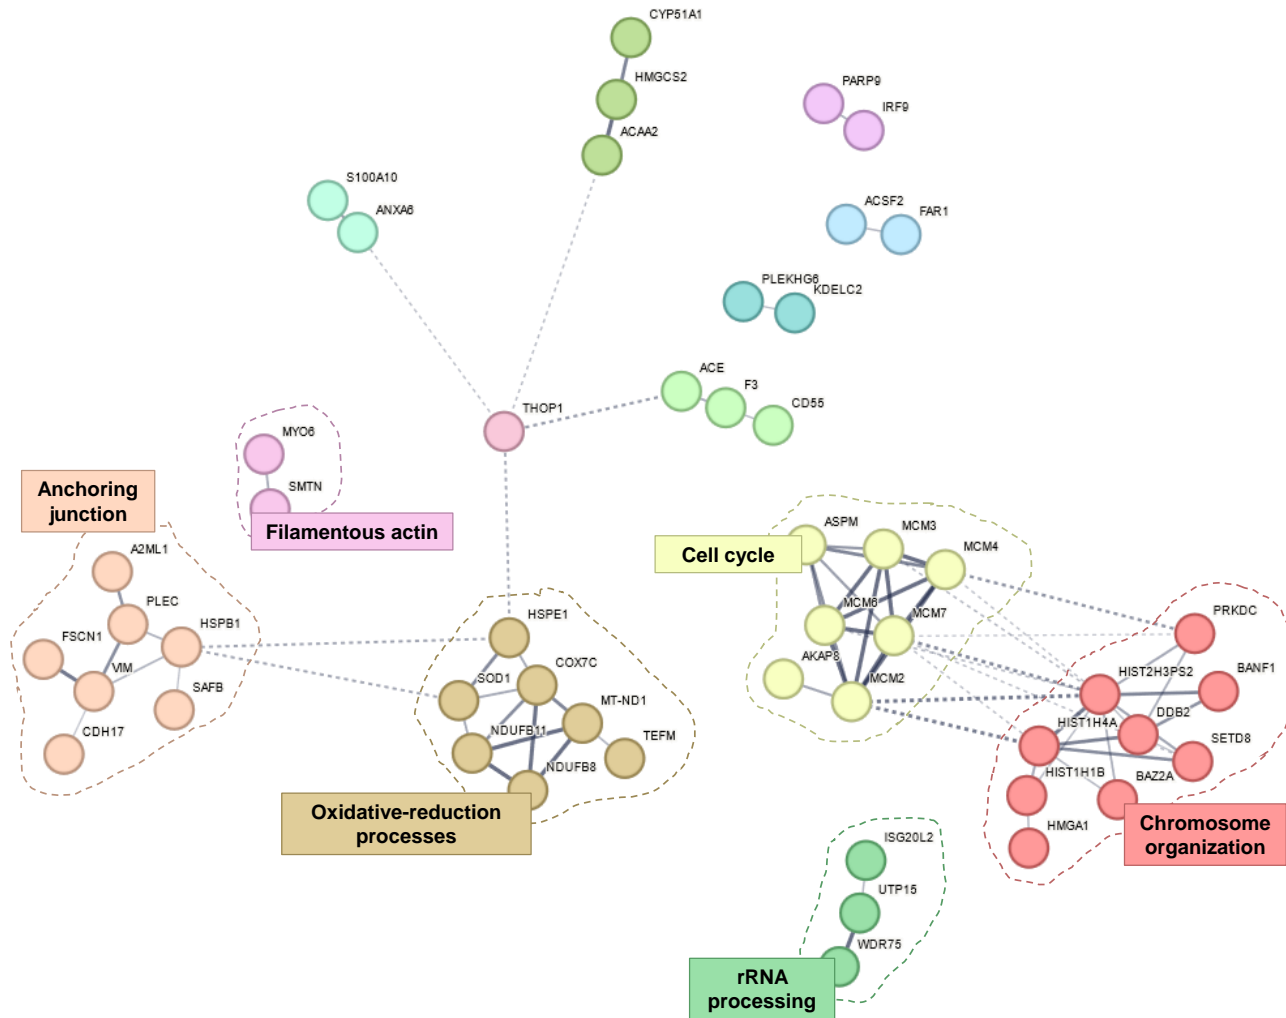 CYP51A1
HMGCS2
ACAA2
PARP9
IRF9
S100A10
ANXA6
ACSF2
FAR1
PLEKHG6
KDELC2
ACE
F3
CD55
THOP1
MYO6
SMTN
Filamentous actin
Anchoring
junction
A2ML1
PLEC
FSCN1
HSPB1
VIM
SAFB
CDH17
HSPE1
COX7C
SOD1
MT-ND1
NDUFB11
TEFM
NDUFB8
Oxidative-reduction
processes
Cell cycle
ASPM
MCM3
MCM4
MCM6
MCM7
AKAP8
MCM2
PRKDC
HIST2H3PS2
BANF1
HIST1H4A
DDB2
SETD8
HIST1H1B
BAZ2A
HMGA1
Chromosome
organization
ISG20L2
UTP15
WDR75
rRNA
processing